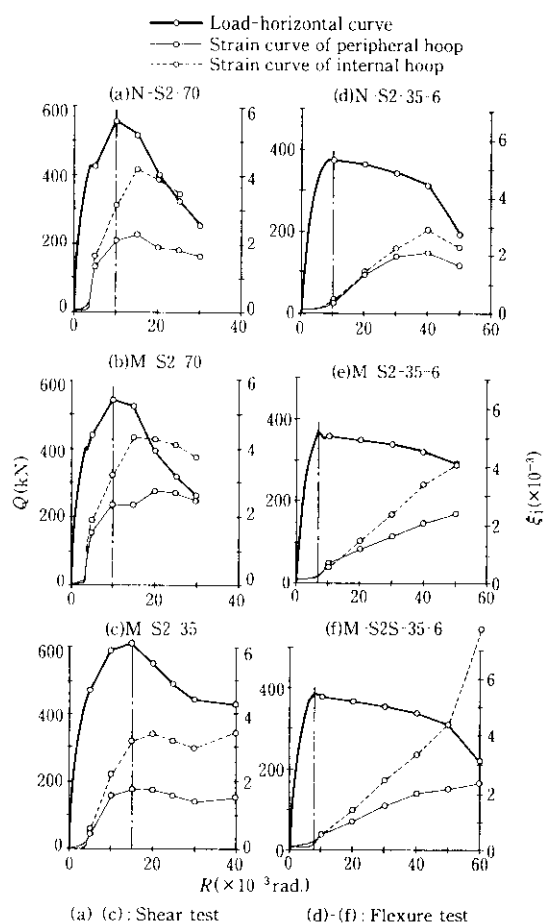 Load-horizontal curve
Strain curve of peripheral hoop
Strain curve of internal hoop
(a)N-S2-70
(d)N S2-35-6
600
400
200
0
6
4
2
0
0 10 20 30 40
400
200
0
6
4
2
0
0 20 40 60
(b)M S2-70
(e)M S2-35-6
600
400
200
0
6
4
2
0
0 20 40
400
200
0
6
4
2
0
0 20 40 60
Q(kN)
ξi(×10⁻³)
(c)M S2 35
(f)M S2S-35-6
600
400
200
0
6
4
2
0
0 20 40
400
200
0
6
4
2
0
0 20 40 60
R(×10⁻³rad.)
(a) (c): Shear test
(d)-(f): Flexure test